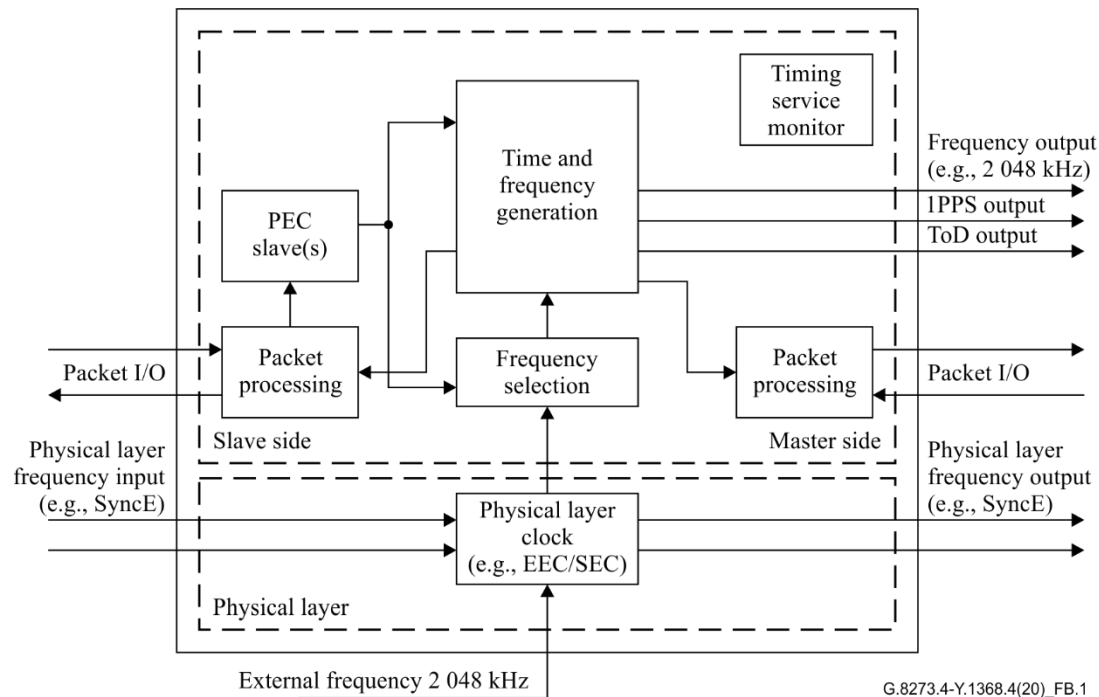 Timing
service
monitor
Time and
frequency
generation
Frequency output
(e.g., 2 048 kHz)
1PPS output
ToD output
PEC
slave(s)
Packet I/O
Packet
processing
Frequency
selection
Packet
processing
Packet I/O
Slave side
Master side
Physical layer
frequency input
(e.g., SyncE)
Physical layer
clock
(e.g., EEC/SEC)
Physical layer
frequency output
(e.g., SyncE)
Physical layer
External frequency 2 048 kHz
G.8273.4-Y.1368.4(20)_FB.1